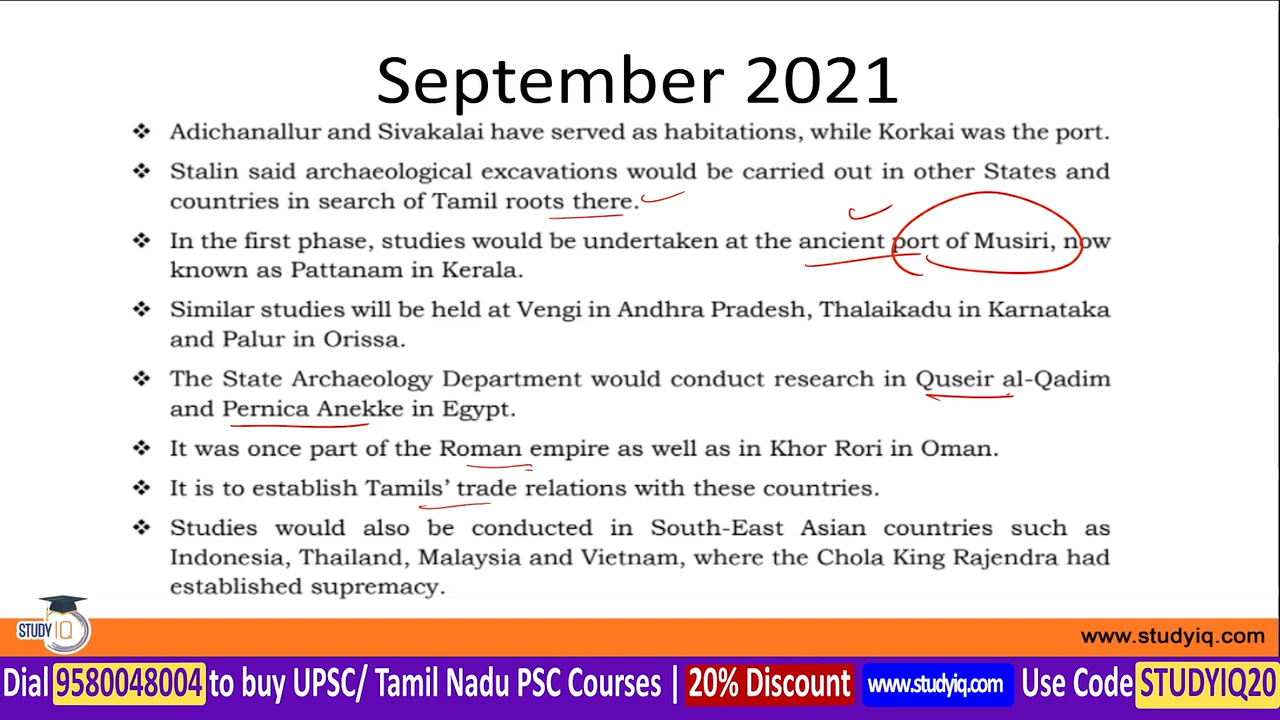 September 2021
❖ Adichanallur and Sivakalai have served as habitations, while Korkai was the port.
❖ Stalin said archaeological excavations would be carried out in other States and
countries in search of Tamil roots there.
❖ In the first phase, studies would be undertaken at the ancient port of Musiri, now
known as Pattanam in Kerala.
❖ Similar studies will be held at Vengi in Andhra Pradesh, Thalaikadu in Karnataka
and Palur in Orissa.
❖ The State Archaeology Department would conduct research in Quseir al-Qadim
and Pernica Anekke in Egypt.
❖ It was once part of the Roman empire as well as in Khor Rori in Oman.
❖ It is to establish Tamils’ trade relations with these countries.
❖ Studies would also be conducted in South-East Asian countries such as
Indonesia, Thailand, Malaysia and Vietnam, where the Chola King Rajendra had
established supremacy.
STUDY IQ
www.studyiq.com
Dial 9580048004 to buy UPSC/ Tamil Nadu PSC Courses | 20% Discount www.studyiq.com Use Code STUDYIQ20